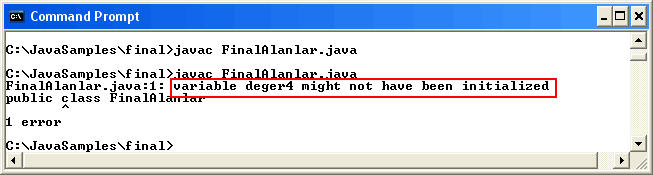 Command Prompt
C:\JavaSamples\final>javac FinalAlanlar.java
C:\JavaSamples\final>javac FinalAlanlar.java
FinalAlanlar.java:1: variable deger4 might not have been initialized
public class FinalAlanlar
^
1 error
C:\JavaSamples\final>